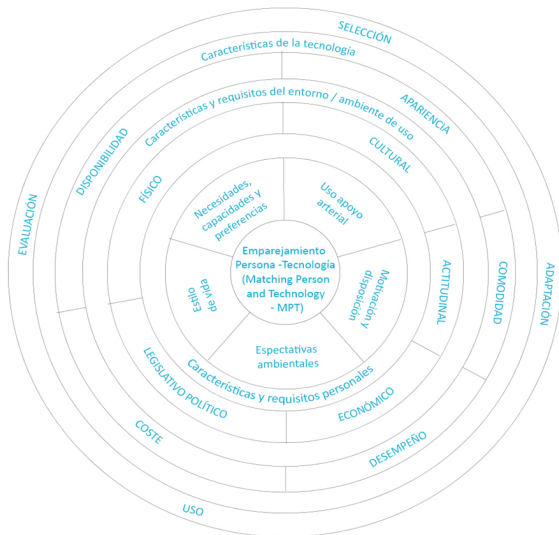 SELECCIÓN
Características de la tecnología
APARIENCIA
Características y requisitos del entorno / ambiente de uso
DISPONIBILIDAD
CULTURAL
FÍSICO
EVALUACIÓN
Necesidades,
capacidades y
preferencias
Uso apoyo
arterial
Emparejamiento
Persona -Tecnología
(Matching Person
and Technology
- MPT)
Estilo
de vida
Motivación y
disposición
ACTITUDINAL
COMODIDAD
ADAPTACIÓN
Espectativas
ambientales
Características y requisitos personales
LEGISLATIVO POLÍTICO
ECONÓMICO
COSTE
DESEMPEÑO
USO